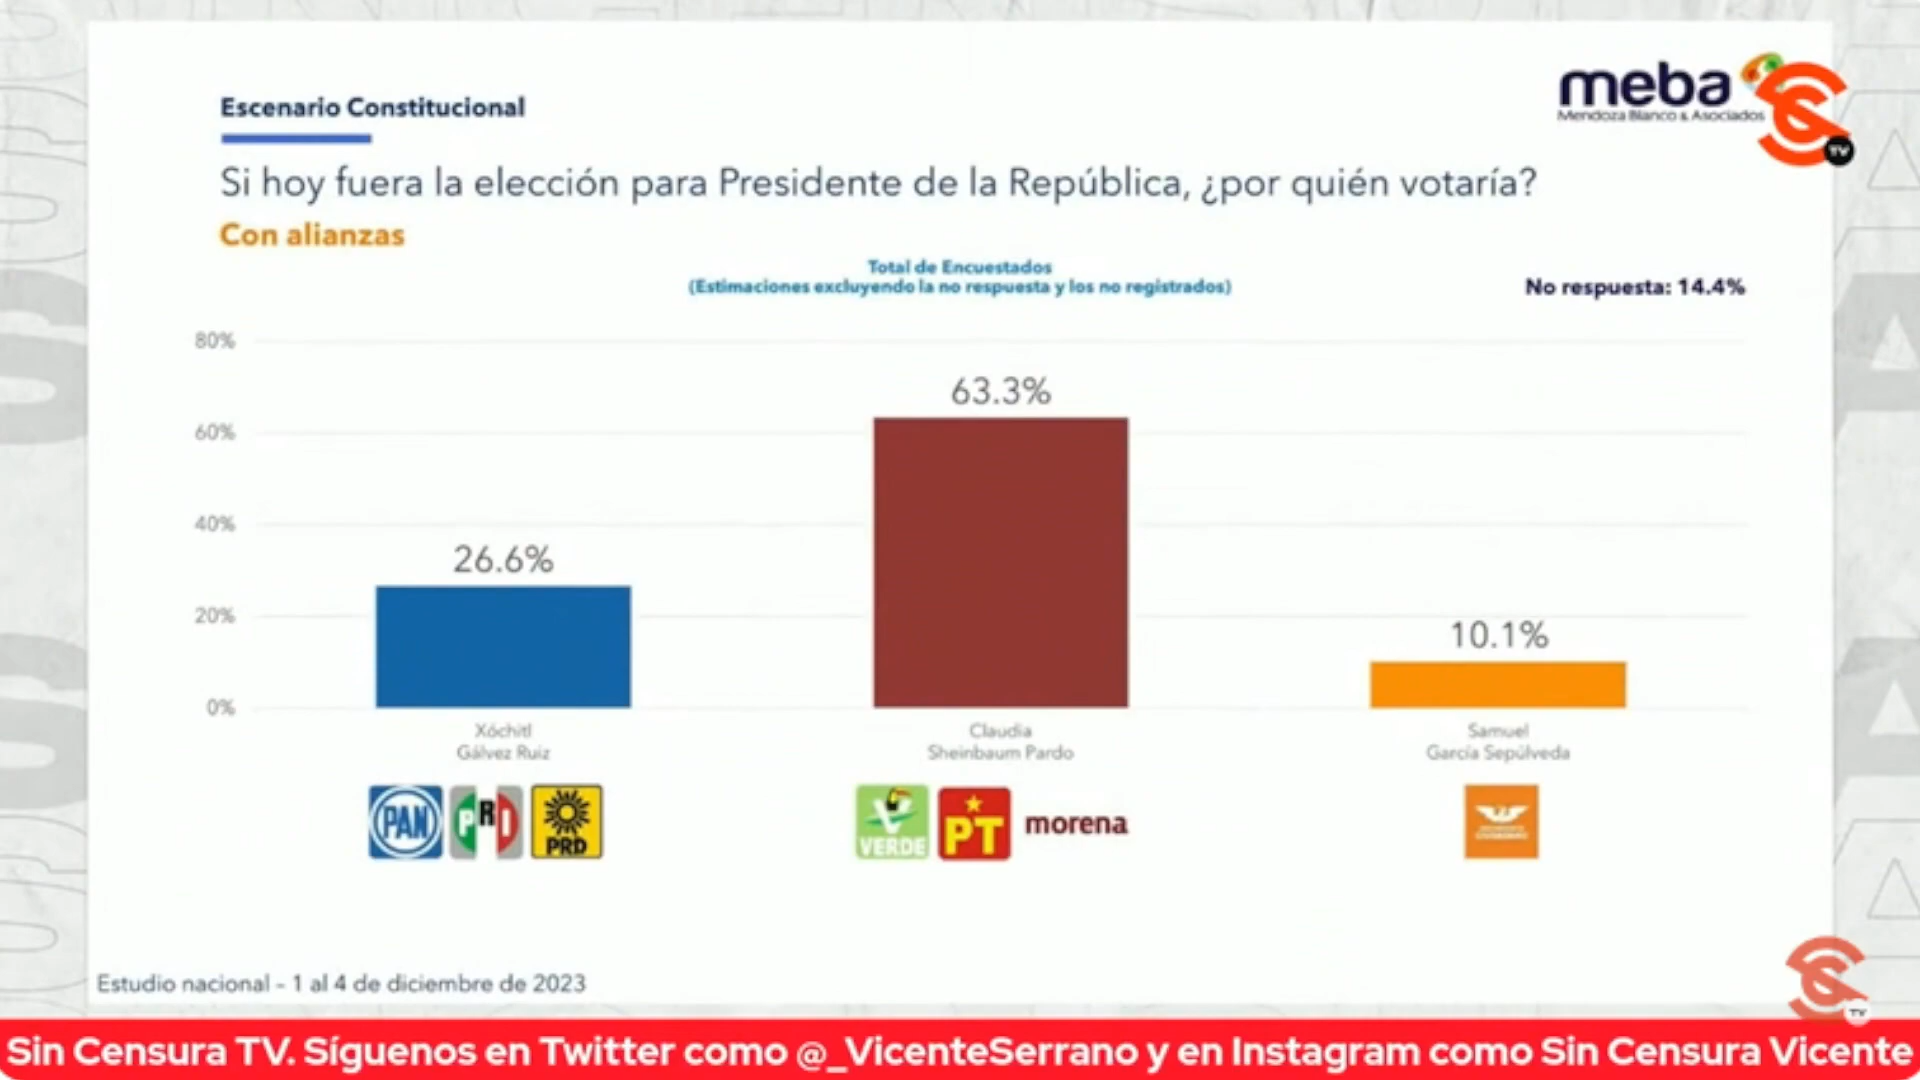 meba
Mendoza Blanco & Asociados
TV
Escenario Constitucional
Si hoy fuera la elección para Presidente de la República, ¿por quién votaría?
Con alianzas
Total de Encuestados
(Estimaciones excluyendo la no respuesta y los no registrados)
No respuesta: 14.4%
80%
60%
40%
20%
0%
26.6%
63.3%
10.1%
Xóchitl
Gálvez Ruiz
Claudia
Sheinbaum Pardo
Samuel
García Sepúlveda
PAN
PRI
PRD
VERDE
PT
morena
Estudio nacional - 1 al 4 de diciembre de 2023
TV
Sin Censura TV. Síguenos en Twitter como @_VicenteSerrano y en Instagram como Sin Censura Vicente